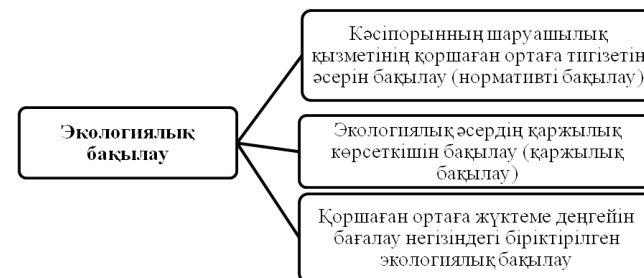 Экологиялық
бақылау
Кәсіпорынның шаруашылық
қызметінің қоршаған ортаға тигізетін
әсерін бақылау (нормативті бақылау)
Экологиялық әсердің қаржылық
көрсеткішін бақылау (қаржылық
бақылау)
Қоршаған ортаға жүктеме деңгейін
бағалау негізіндегі біріктірілген
экологиялық бақылау